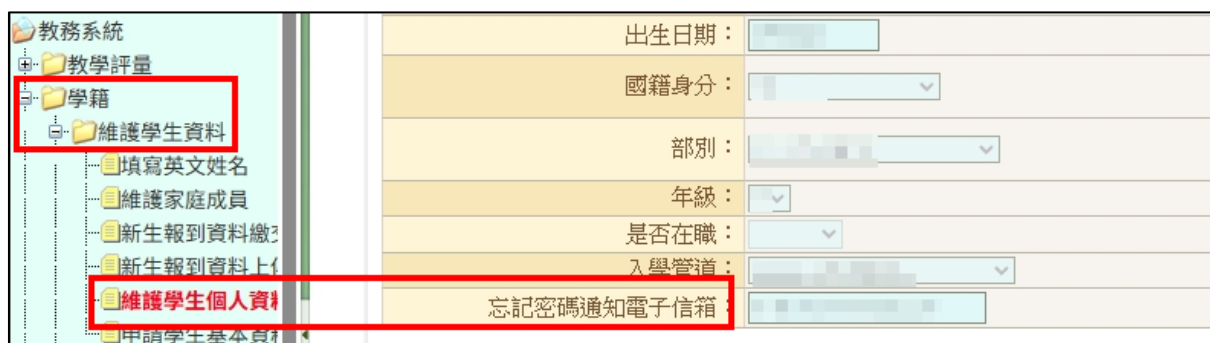 教務系統
教學評量
學籍
維護學生資料
填寫英文姓名
維護家庭成員
新生報到資料繳
新生報到資料上
維護學生個人資
申請學生基本資
出生日期：
國籍身分：
部別：
年級：
是否在職：
入學管道：
忘記密碼通知電子信箱：